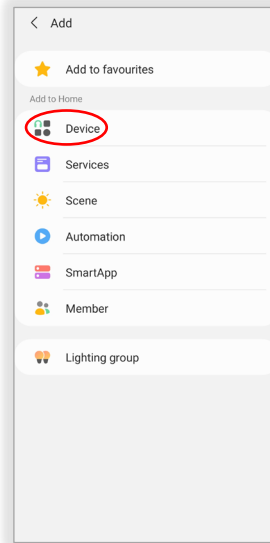 Add
Add to favourites
Add to Home
Device
Services
Scene
Automation
SmartApp
Member
Lighting group